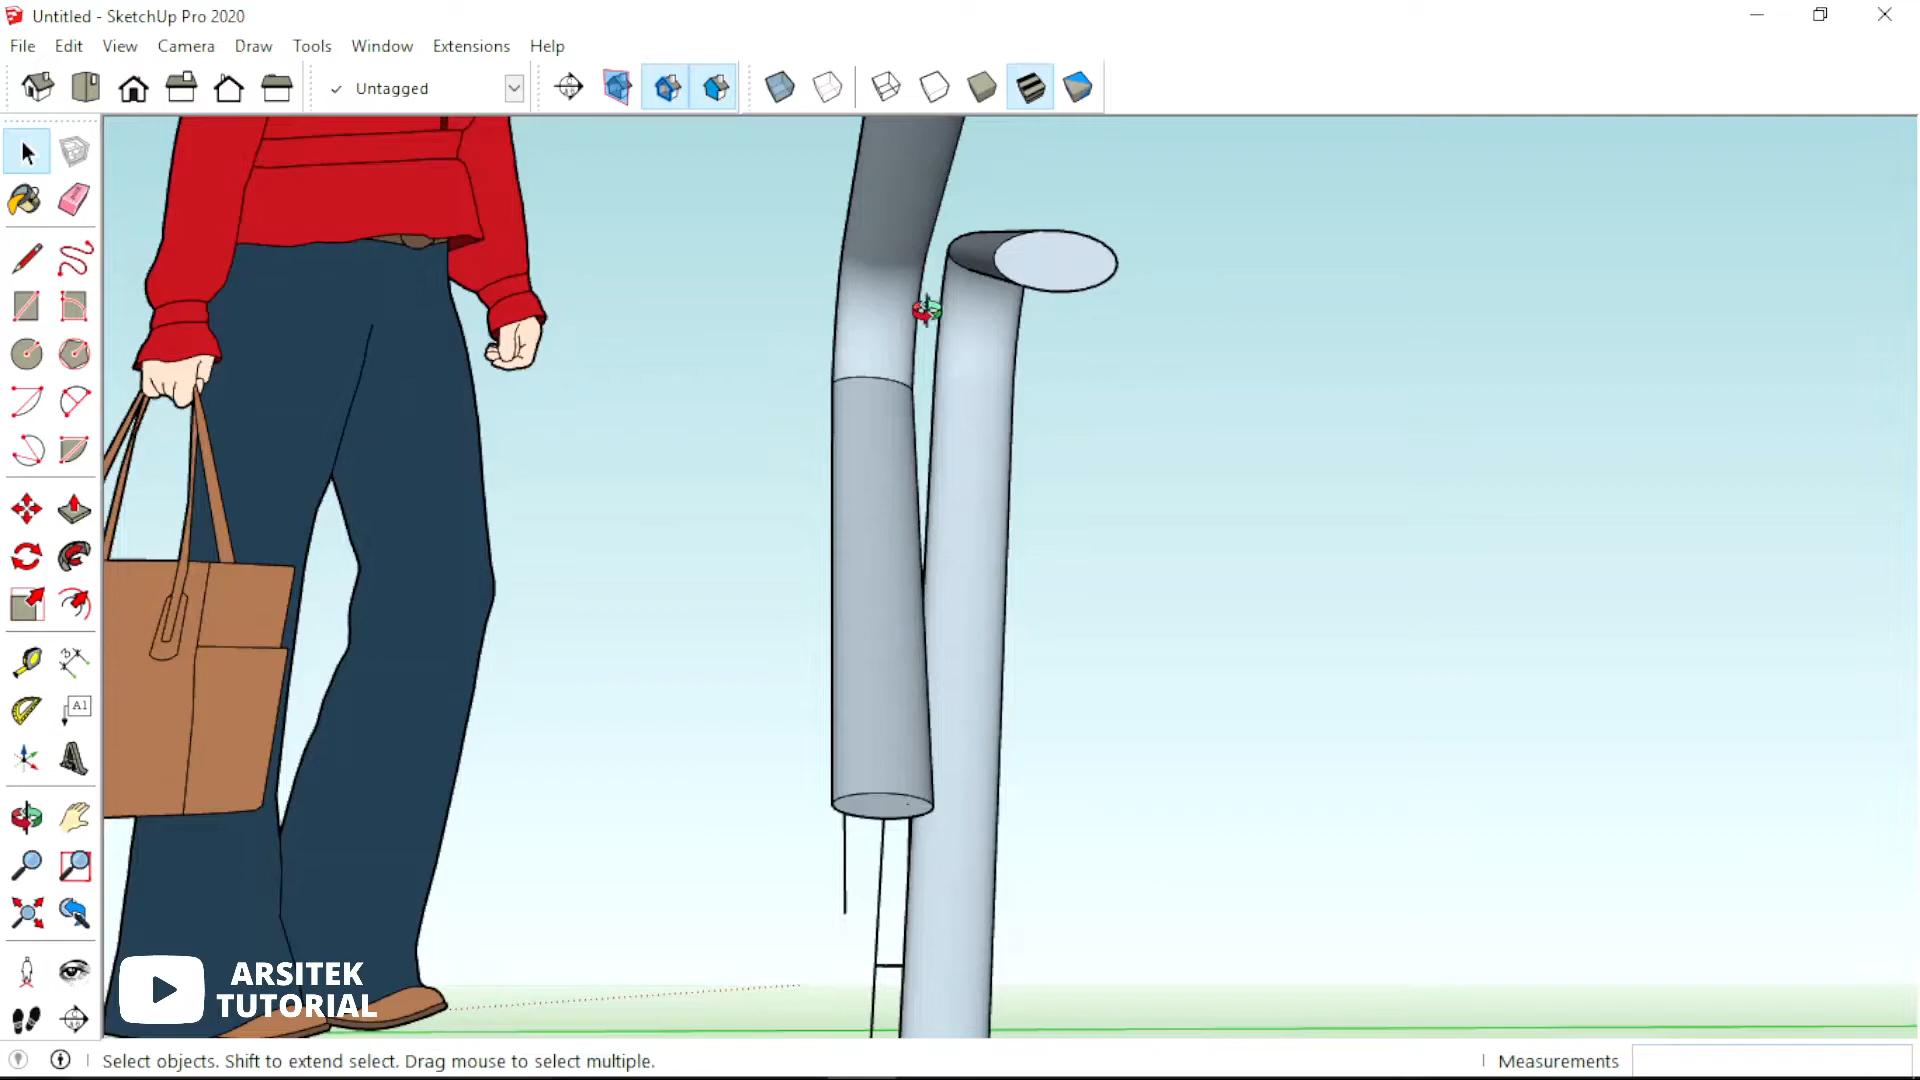 Untitled - SketchUp Pro 2020
File Edit View Camera Draw Tools Window Extensions Help
Untagged
A1
ARSITEK
TUTORIAL
Select objects. Shift to extend select. Drag mouse to select multiple.
Measurements